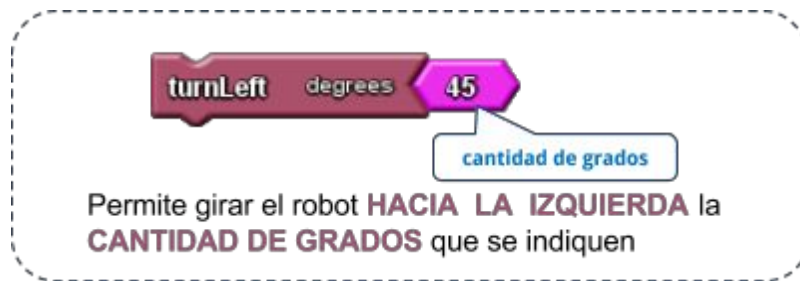 turnLeft degrees 45
cantidad de grados
Permite girar el robot HACIA LA IZQUIERDA la
CANTIDAD DE GRADOS que se indiquen